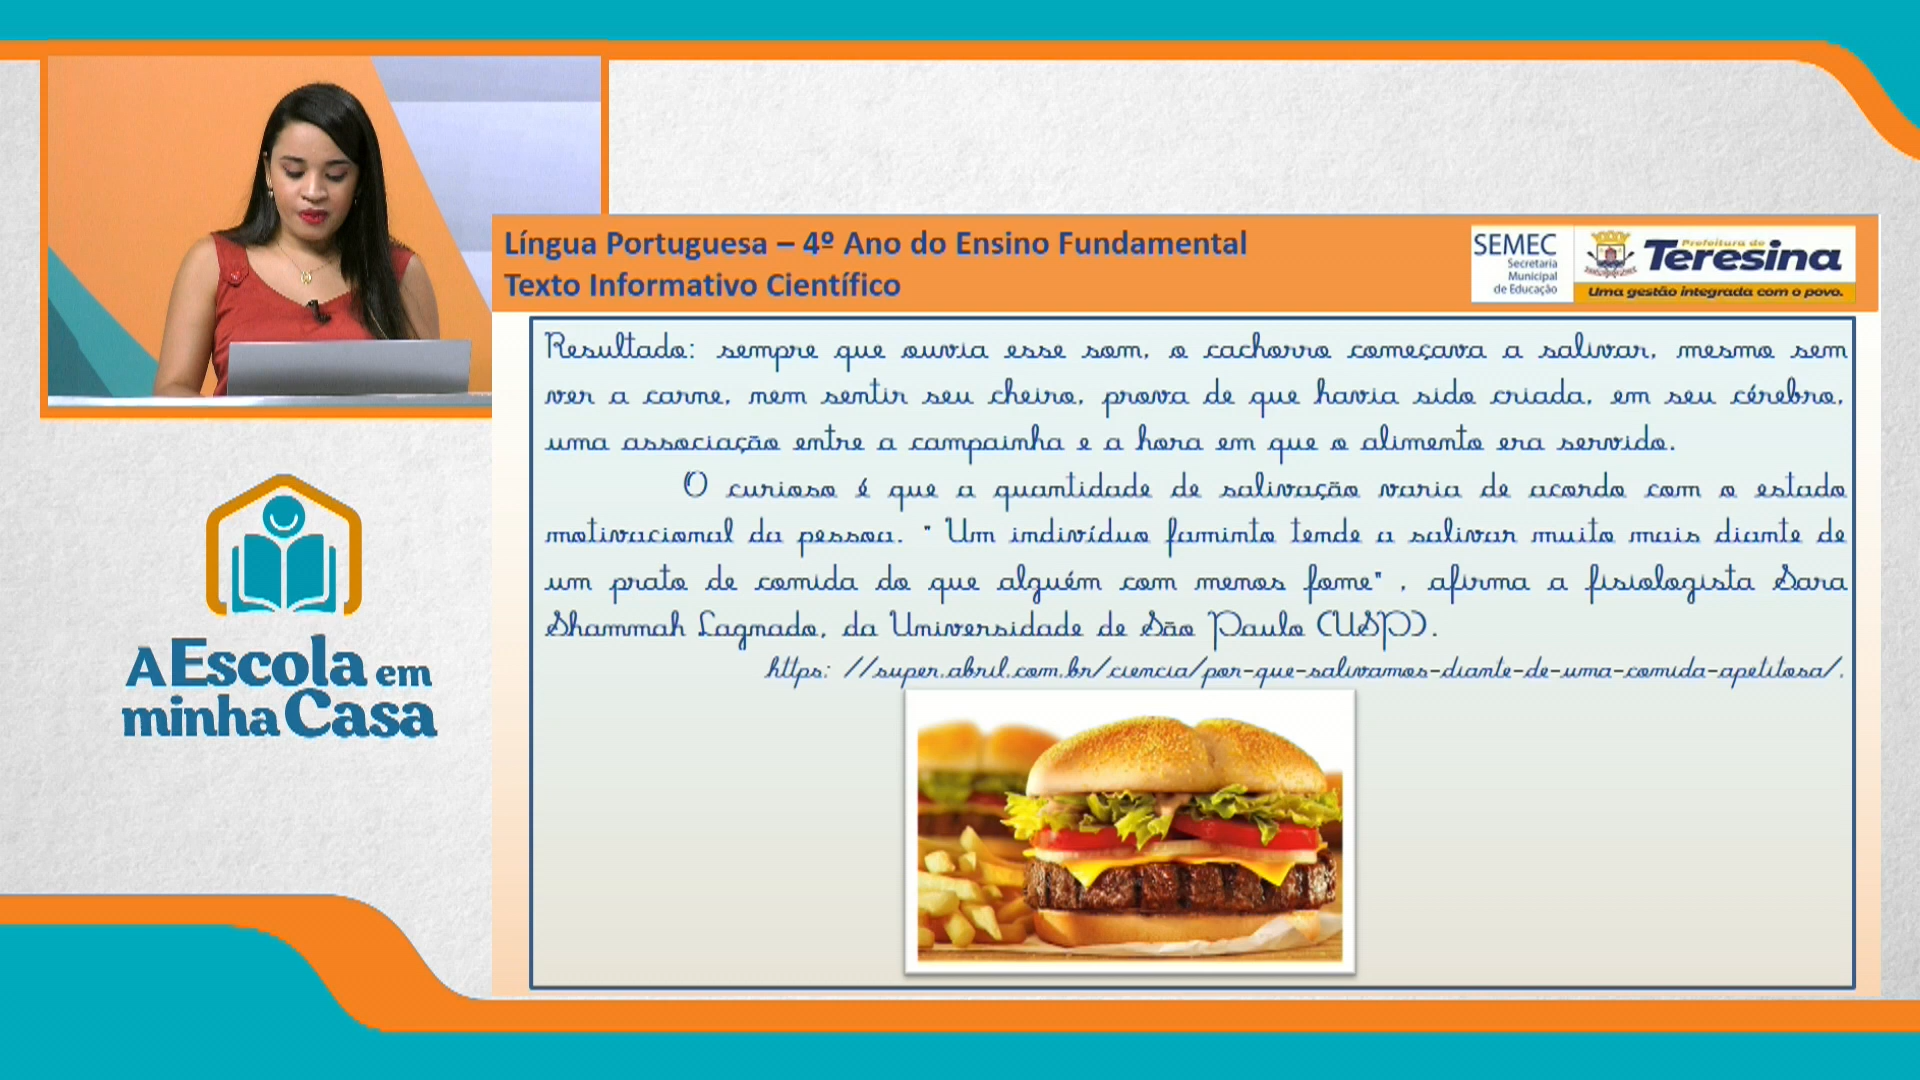 Língua Portuguesa – 4º Ano do Ensino Fundamental
Texto Informativo Científico
SEMEC
Secretaria
Municipal
de Educação
Prefeitura de
Teresina
Uma gestão integrada com o povo.
Resultado: sempre que ouvia esse som, o cachorro começava a salivar, mesmo sem
ver a carne, nem sentir seu cheiro, prova de que havia sido criada, em seu cérebro,
uma associação entre a campainha e a hora em que o alimento era servido.
O curioso é que a quantidade de salivação varia de acordo com o estado
motivacional da pessoa. " Um indivíduo faminto tende a salivar muito mais diante de
um prato de comida do que alguém com menos fome" , afirma a fisiologista Sara
Shammah Lagnado, da Universidade de São Paulo (USP).
https: //super.abril.com.br/ciencia/por-que-salivamos-diante-de-uma-comida-apetitosa/.
A Escola em
minha Casa